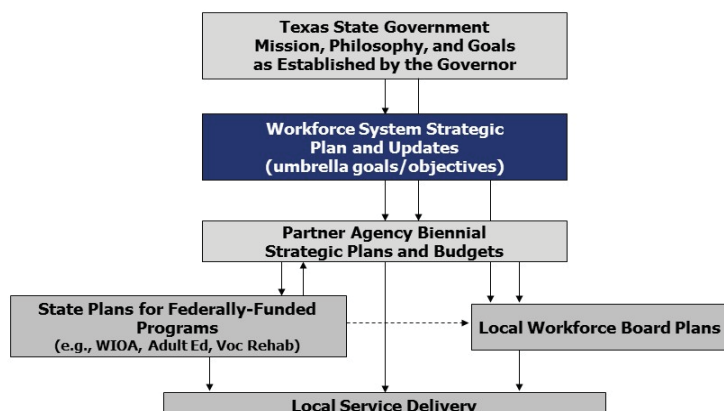 Texas State Government
Mission, Philosophy, and Goals
as Established by the Governor
Workforce System Strategic
Plan and Updates
(umbrella goals/objectives)
Partner Agency Biennial
Strategic Plans and Budgets
State Plans for Federally-Funded
Programs
(e.g., WIOA, Adult Ed, Voc Rehab)
Local Workforce Board Plans
Local Service Delivery